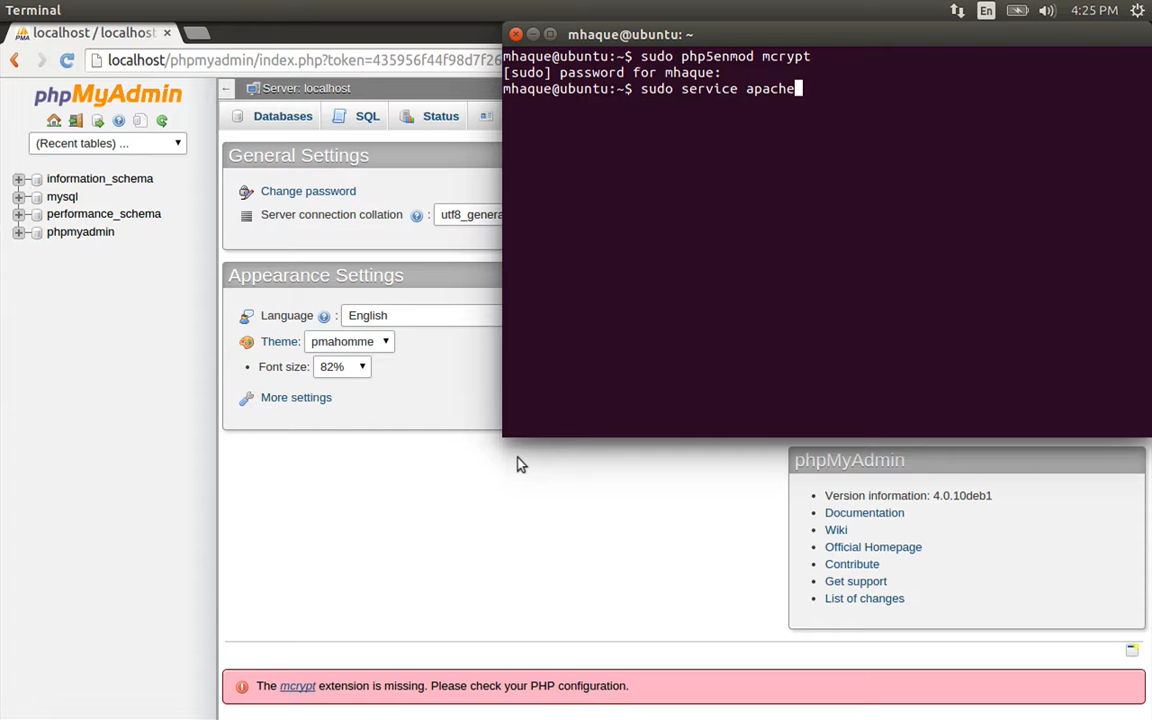 Terminal
En
4:25 PM
localhost / localhos
localhost/phpmyadmin/index.php?token=435956f44f98d7f26
mhaque@ubuntu: ~
mhaque@ubuntu:~$ sudo php5enmod mcrypt
[sudo] password for mhaque:
mhaque@ubuntu:~$ sudo service apache
phpMyAdmin
(Recent tables) ...
information_schema
mysql
performance_schema
phpmyadmin
Server: localhost
Databases
SQL
Status
General Settings
Change password
Server connection collation :
utf8_genera
Appearance Settings
Language :
English
Theme:
pmahomme
Font size:
82%
More settings
phpMyAdmin
Version information: 4.0.10deb1
Documentation
Wiki
Official Homepage
Contribute
Get support
List of changes
The mcrypt extension is missing. Please check your PHP configuration.